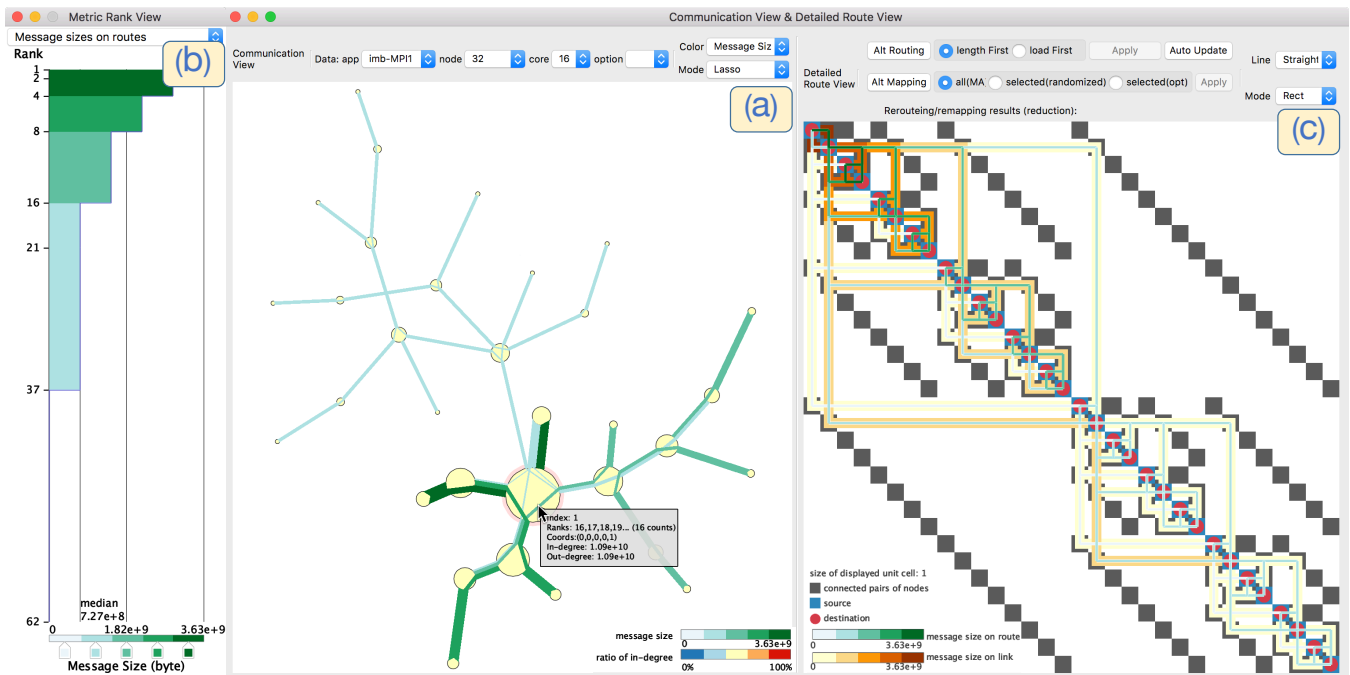 Metric Rank View
Message sizes on routes
(b)
Rank
1
2
4
8
16
21
37
62
median
7.27e+8
0 1.82e+9 3.63e+9
Message Size (byte)
Communication View & Detailed Route View
Communication
View
Data: app imb-MPI1 node 32 core 16 option
Color Message Siz
Mode Lasso
(a)
index: 1
Ranks: 16,17,18,19... (16 counts)
Coords:(0,0,0,0,1)
In-degree: 1.09e+10
Out-degree: 1.09e+10
message size
0 3.63e+9
ratio of in-degree
0% 100%
Detailed
Route View
Alt Routing length First load First Apply Auto Update
Alt Mapping all(MA selected(randomized) selected(opt) Apply
Line Straight
Mode Rect
Rerouteing/remapping results (reduction):
(c)
size of displayed unit cell: 1
connected pairs of nodes
source
destination
message size on route
0 3.63e+9
message size on link
0 3.63e+9